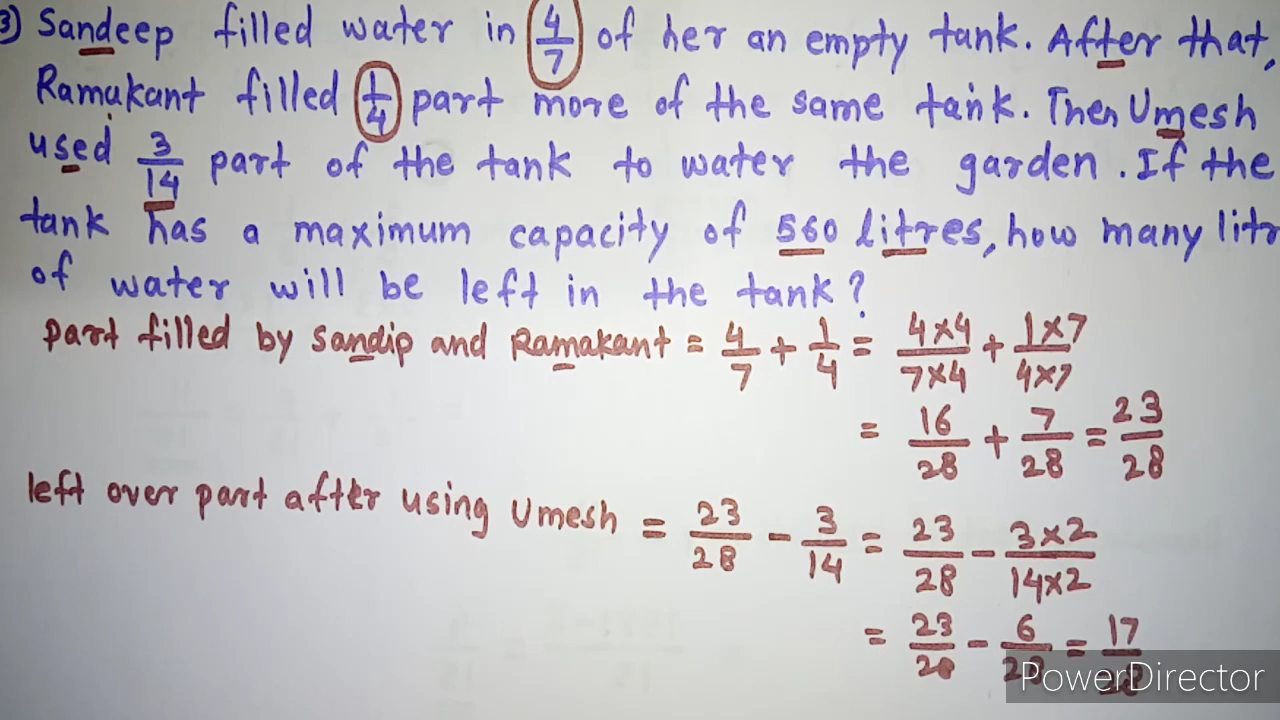 3) Sandeep filled water in 4/7 of her an empty tank. After that,
Ramakant filled 1/4 part more of the same tank. Then Umesh
used 3/14 part of the tank to water the garden. If the
tank has a maximum capacity of 560 litres, how many litr
of water will be left in the tank?
Part filled by Sandip and Ramakant = 4/7 + 1/4 = 4×4/7×4 + 1×7/4×7
= 16/28 + 7/28 = 23/28
left over part after using Umesh = 23/28 - 3/14 = 23/28 - 3×2/14×2
= 23/28 - 6/28 = 17/28
PowerDirector